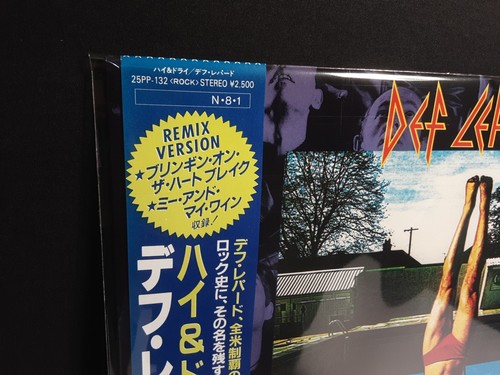 ハイ&ドライ/デフ・レパード
25PP-132 <ROCK> STEREO ¥2,500
N・8・1
REMIX
VERSION
★ブリンギン・オン・
ザ・ハート ブレイク
★ミー・アンド・
マイ・ワイン
収録!
デフ・レパード、全米制覇の
ロック史に、その名を残す
ハイ&ド
デフ・レ
DEF LEP